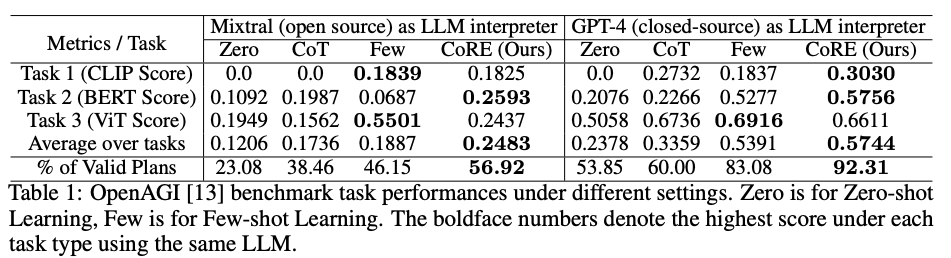 Metrics / Task Mixtral (open source) as LLM interpreter GPT-4 (closed-source) as LLM interpreter
Zero CoT Few CoRE (Ours) Zero CoT Few CoRE (Ours)
Task 1 (CLIP Score) 0.0 0.0 0.1839 0.1825 0.0 0.2732 0.1837 0.3030
Task 2 (BERT Score) 0.1092 0.1987 0.0687 0.2593 0.2076 0.2266 0.5277 0.5756
Task 3 (ViT Score) 0.1949 0.1562 0.5501 0.2437 0.5058 0.6736 0.6916 0.6611
Average over tasks 0.1206 0.1736 0.1887 0.2483 0.2378 0.3359 0.5391 0.5744
% of Valid Plans 23.08 38.46 46.15 56.92 53.85 60.00 83.08 92.31
Table 1: OpenAGI [13] benchmark task performances under different settings. Zero is for Zero-shot
Learning, Few is for Few-shot Learning. The boldface numbers denote the highest score under each
task type using the same LLM.